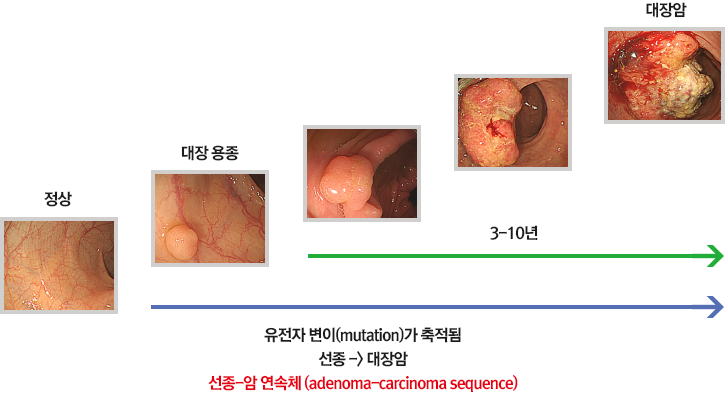 대장암
대장 용종
정상
3-10년
유전자 변이(mutation)가 축적됨
선종 -> 대장암
선종-암 연속체 (adenoma-carcinoma sequence)